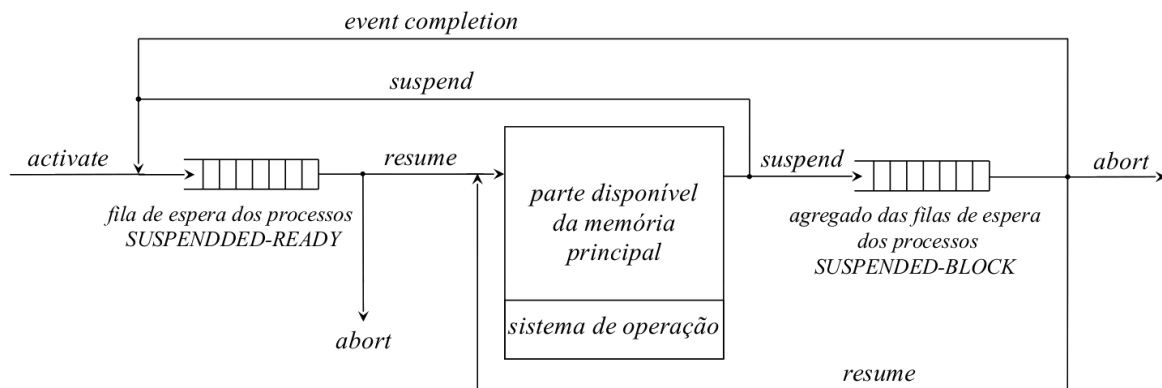 event completion
suspend
activate
resume
suspend
abort
fila de espera dos processos
SUSPENDDED-READY
parte disponível
da memória
principal
agregado das filas de espera
dos processos
SUSPENDED-BLOCK
sistema de operação
abort
resume